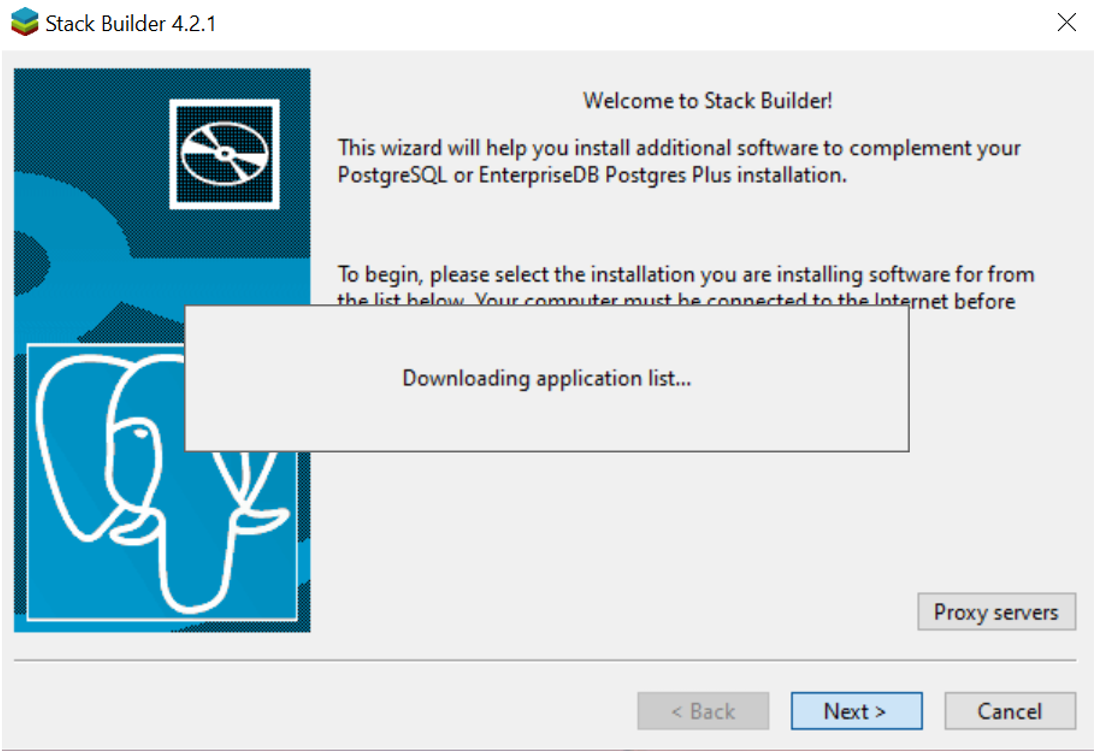 Stack Builder 4.2.1
Welcome to Stack Builder!
This wizard will help you install additional software to complement your
PostgreSQL or EnterpriseDB Postgres Plus installation.
To begin, please select the installation you are installing software for from
the list below. Your computer must be connected to the Internet before
Downloading application list...
Proxy servers
< Back
Next >
Cancel